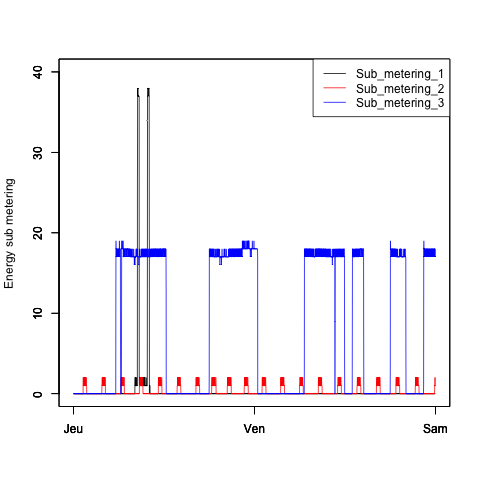 Sub_metering_1
Sub_metering_2
Sub_metering_3
Energy sub metering
40
30
20
10
0
Jeu Ven Sam